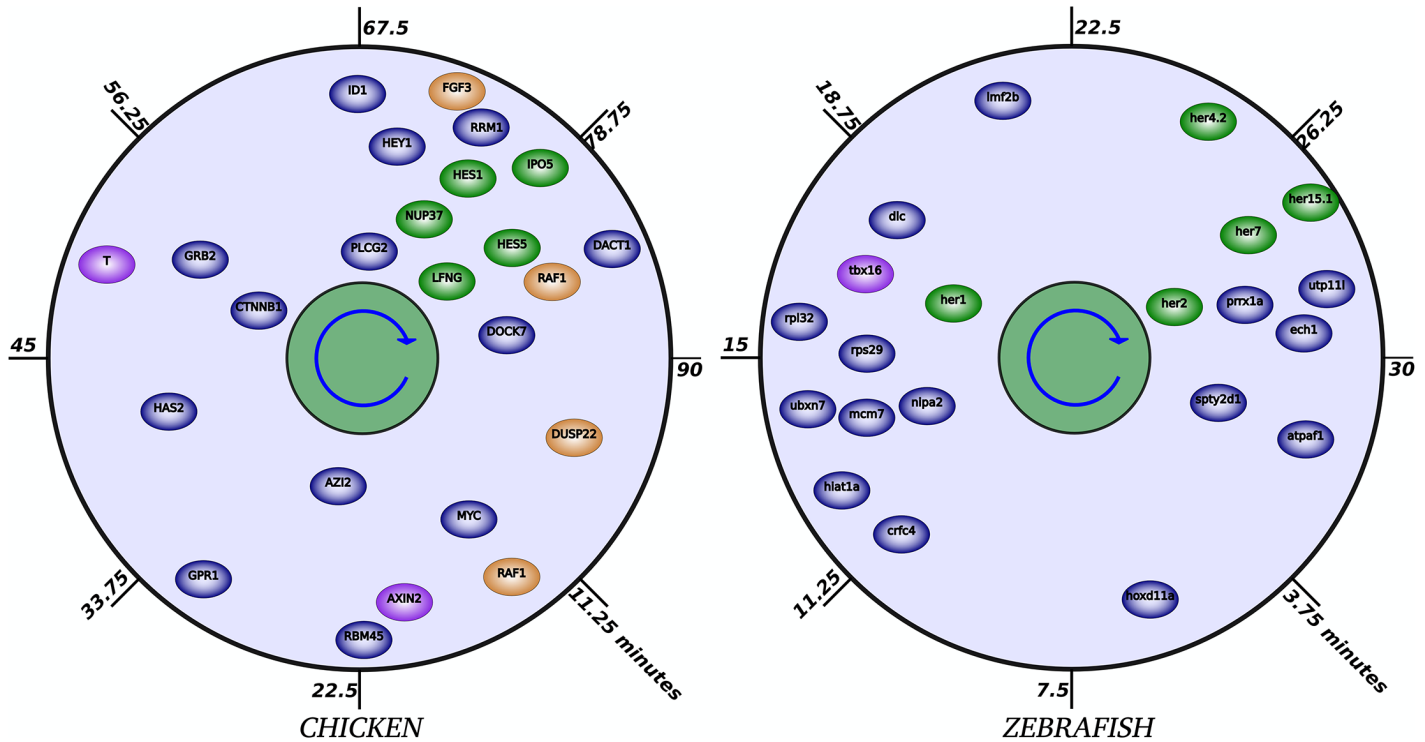 67.5
56.25
78.75
ID1
FGF3
RRM1
HEY1
HES1
IPO5
NUP37
PLCG2
HES5
DACT1
T
GRB2
LFNG
RAF1
CTNNB1
DOCK7
45
90
HAS2
DUSP22
AZI2
MYC
GPR1
RAF1
AXIN2
RBM45
33.75
11.25 minutes
22.5
CHICKEN
22.5
18.75
26.25
lmf2b
her4.2
her15.1
dlc
her7
tbx16
utp11l
her1
her2
prrx1a
rpl32
ech1
rps29
15
30
ubxn7
mcm7
nipa2
spty2d1
atpaf1
hiat1a
crfc4
hoxd11a
11.25
3.75 minutes
7.5
ZEBRAFISH